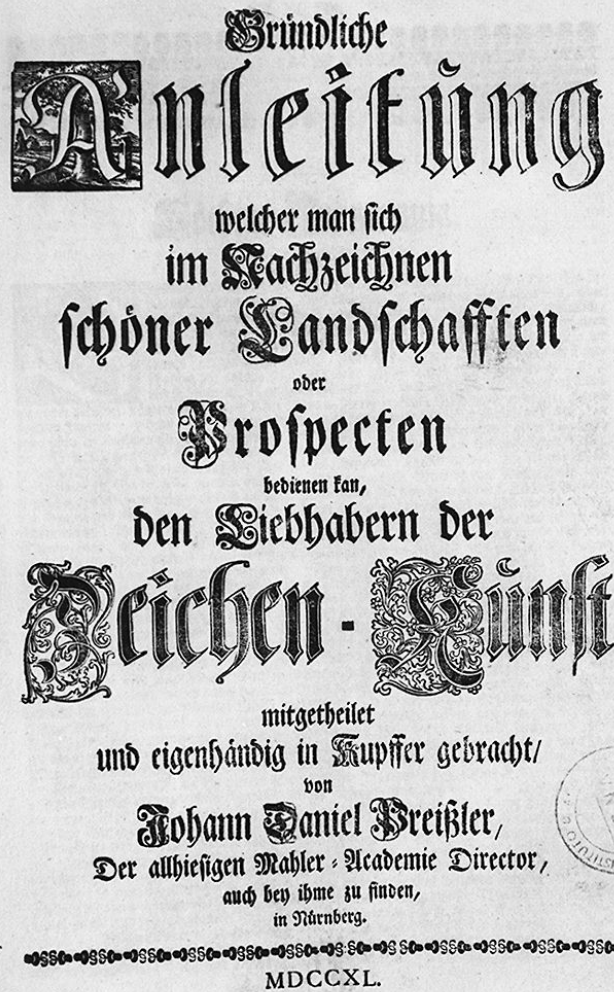 Gründliche
Anleitung
welcher man sich
im Nachzeichnen
schöner Landschafften
oder
Prospecten
bedienen kan,
den Liebhabern der
Zeichen-Kunst
mitgetheilet
und eigenhändig in Kupffer gebracht/
von
Johann Daniel Preißler,
Der allhiesigen Mahler-Academie Director,
auch bey ihme zu finden,
in Nürnberg.
MDCCXL.